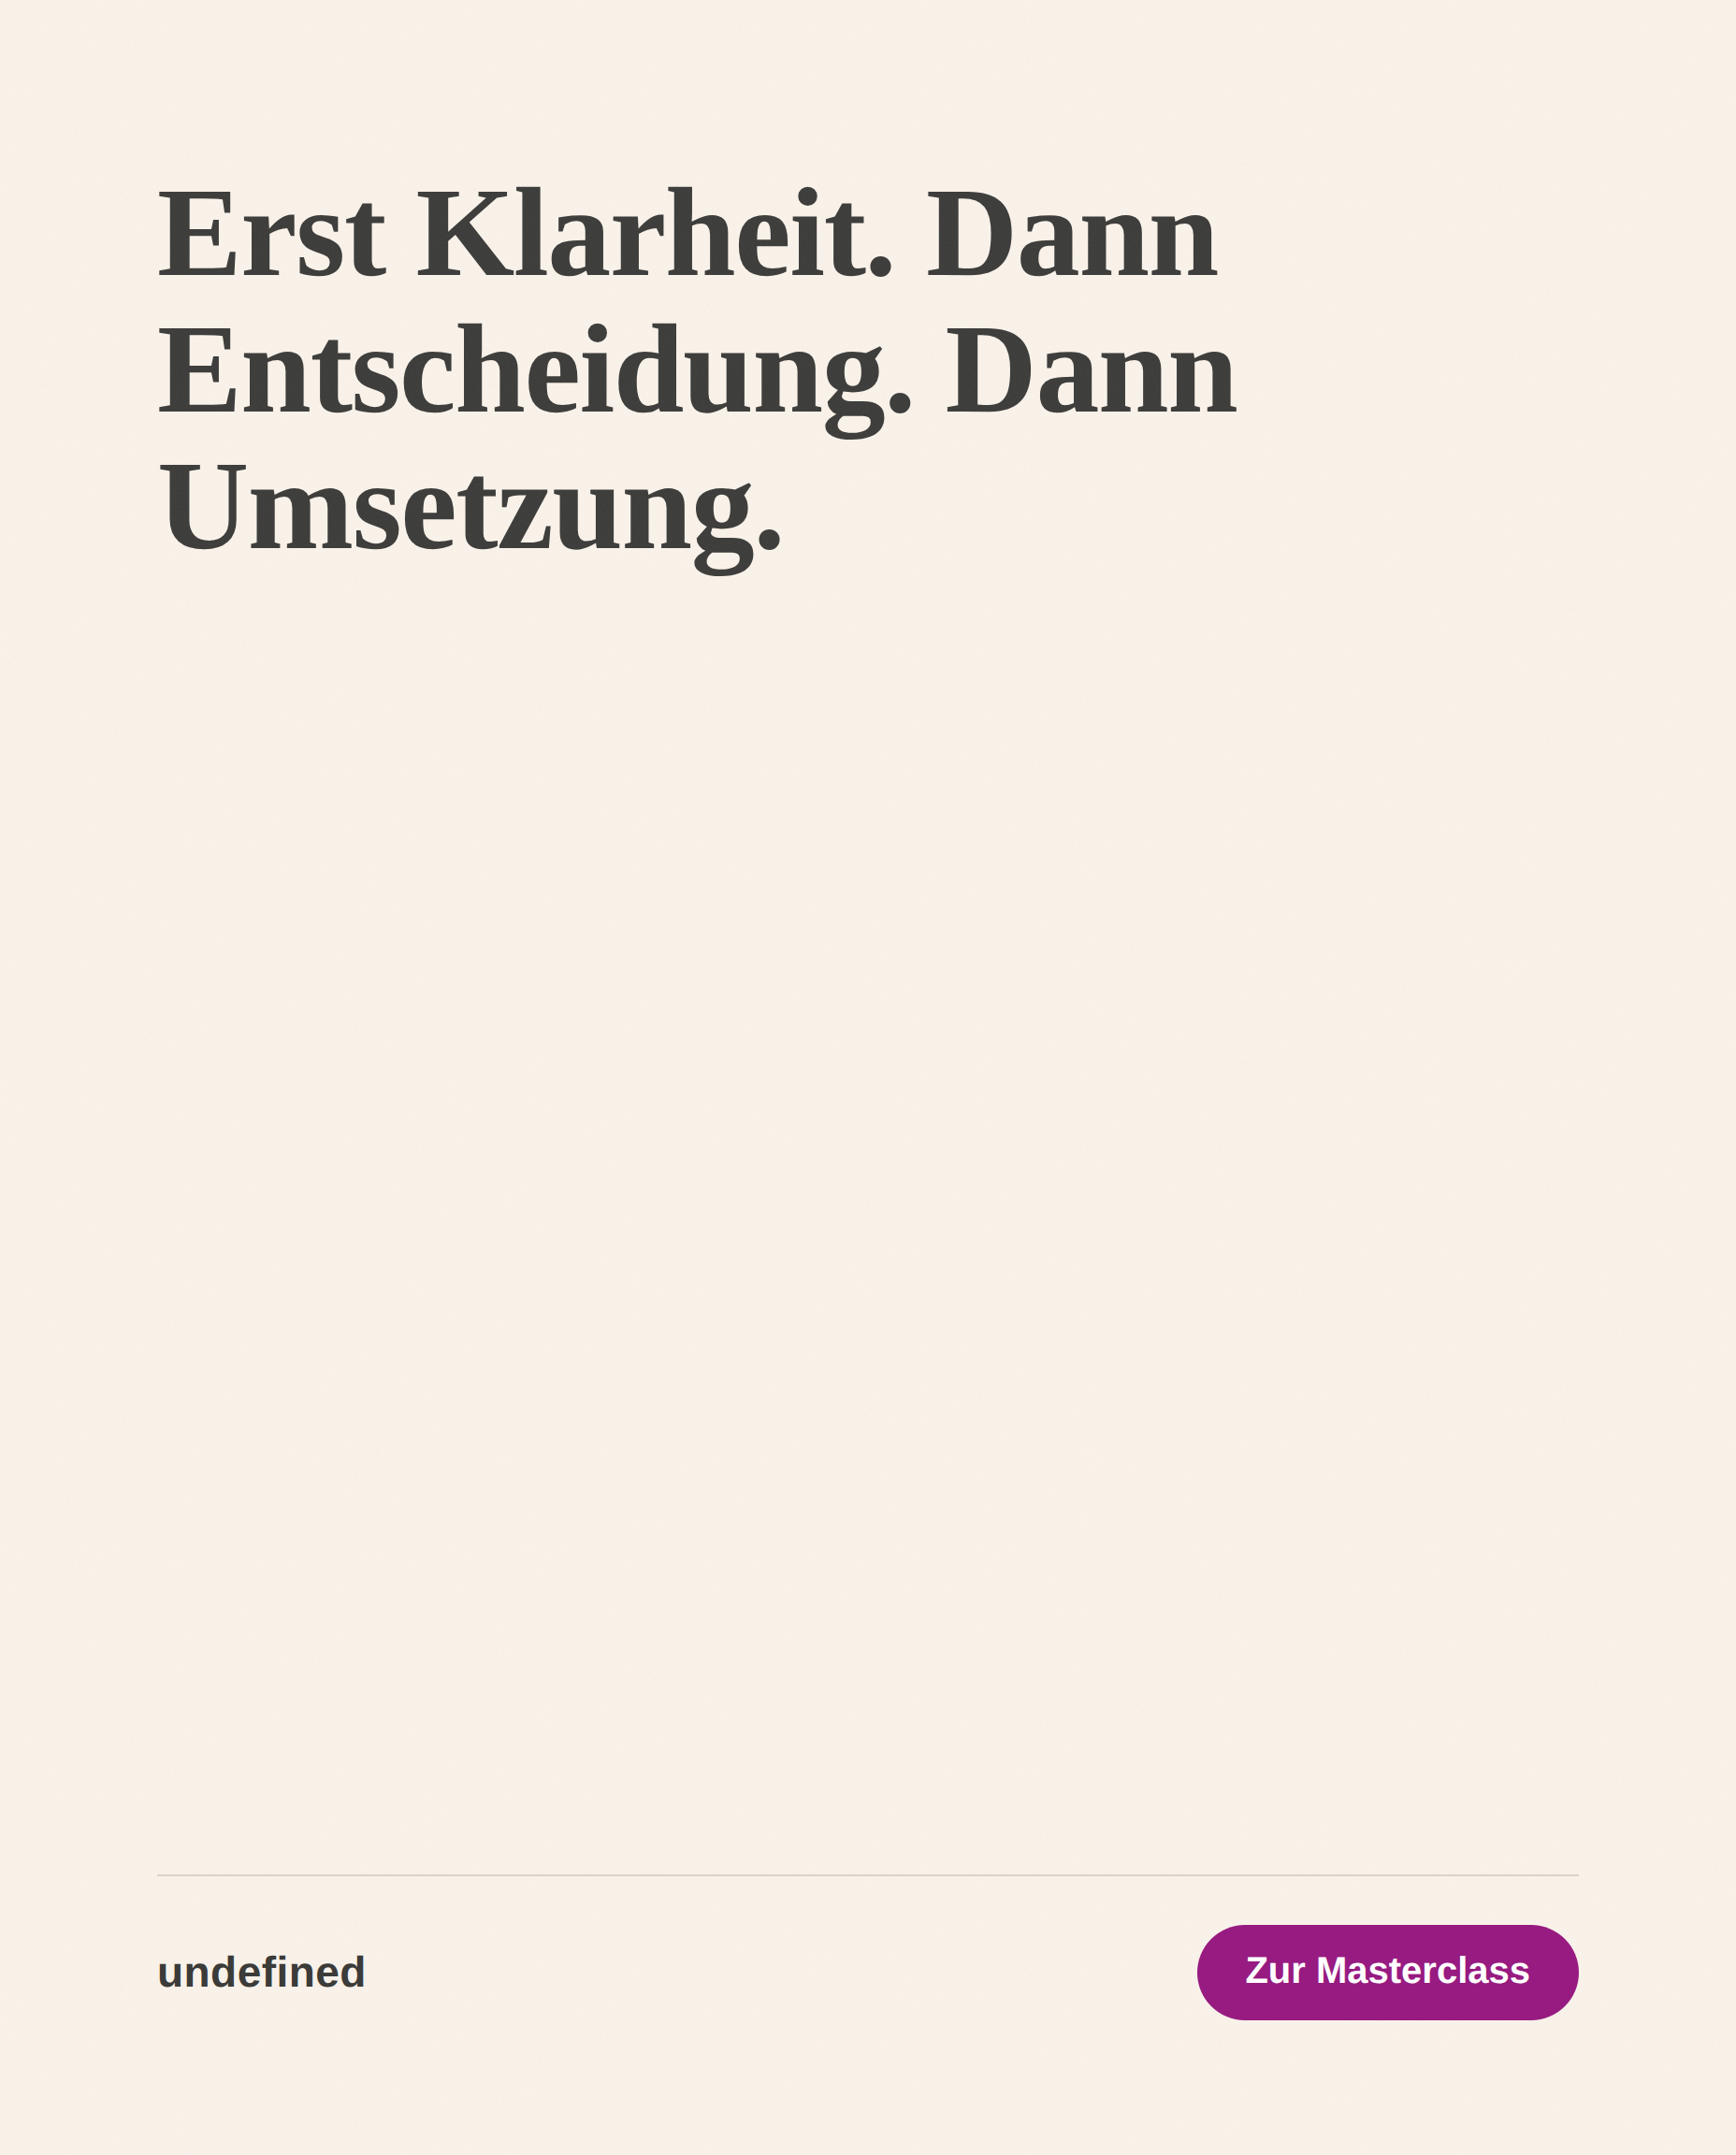 Erst Klarheit. Dann
Entscheidung. Dann
Umsetzung.
undefined
Zur Masterclass